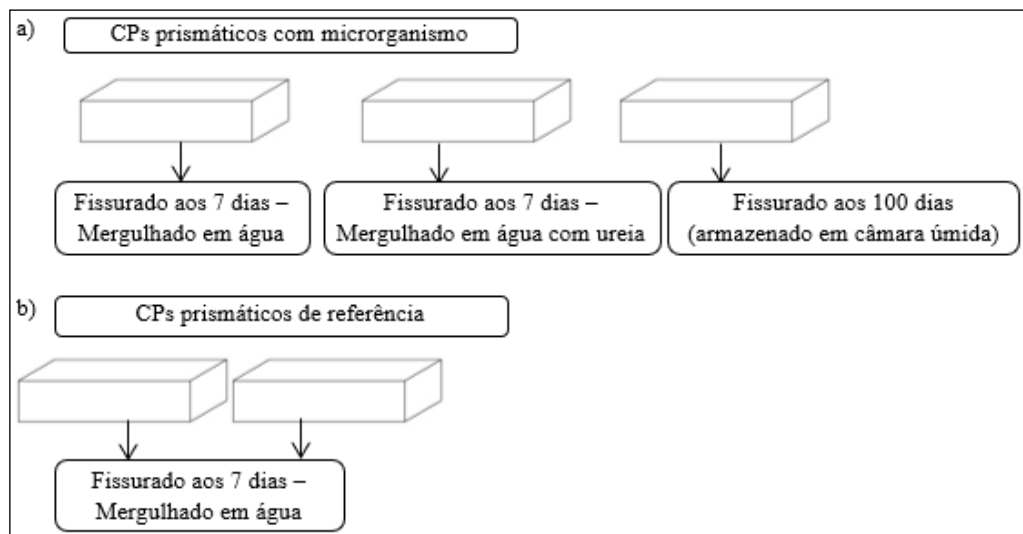 a)
CPs prismáticos com microrganismo
Fissurado aos 7 dias –
Mergulhado em água
Fissurado aos 7 dias –
Mergulhado em água com ureia
Fissurado aos 100 dias
(armazenado em câmara úmida)
b)
CPs prismáticos de referência
Fissurado aos 7 dias –
Mergulhado em água